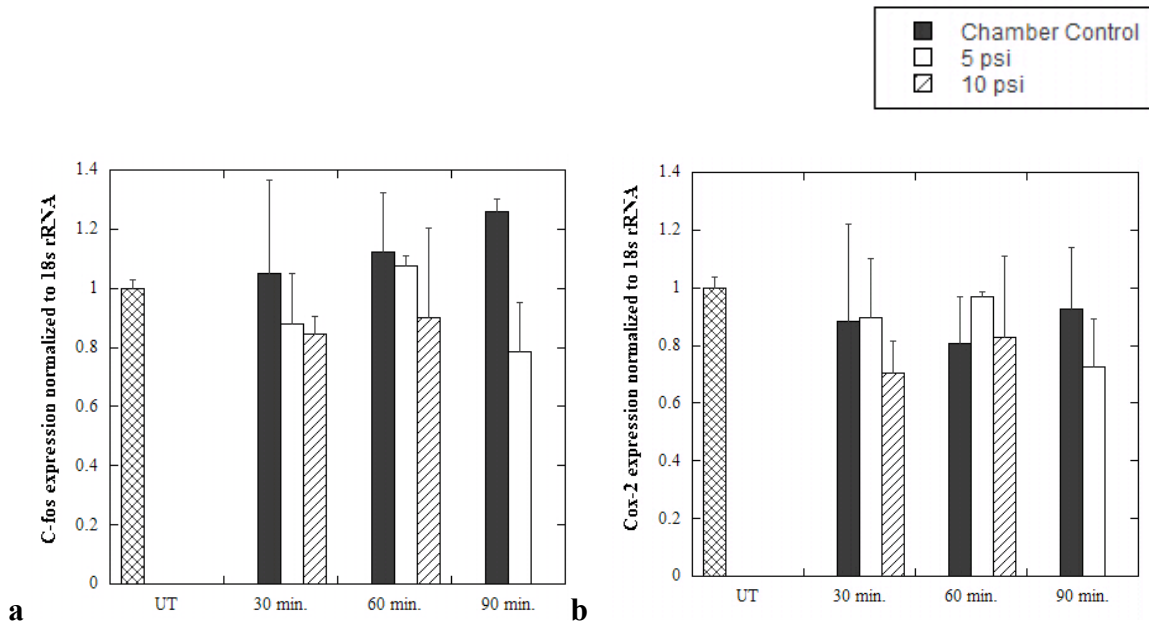 Chamber Control
5 psi
10 psi
C-fos expression normalized to 18s rRNA
1.4
1.2
1
0.8
0.6
0.4
0.2
0
UT 30 min. 60 min. 90 min.
a
Cox-2 expression normalized to 18s rRNA
1.4
1.2
1
0.8
0.6
0.4
0.2
0
UT 30 min. 60 min. 90 min.
b